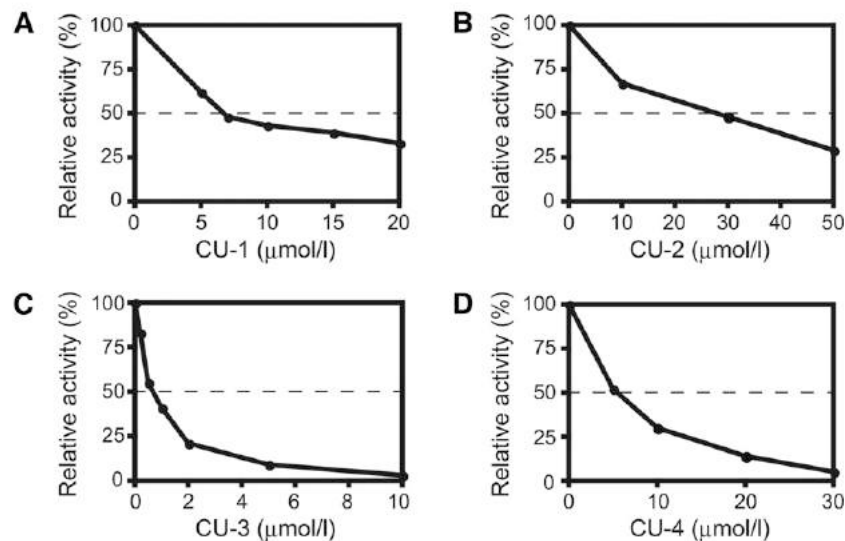 A
Relative activity (%)
100
75
50
25
0
0 5 10 15 20
CU-1 (μmol/l)
B
Relative activity (%)
100
75
50
25
0
0 10 20 30 40 50
CU-2 (μmol/l)
C
Relative activity (%)
100
75
50
25
0
0 2 4 6 8 10
CU-3 (μmol/l)
D
Relative activity (%)
100
75
50
25
0
0 10 20 30
CU-4 (μmol/l)